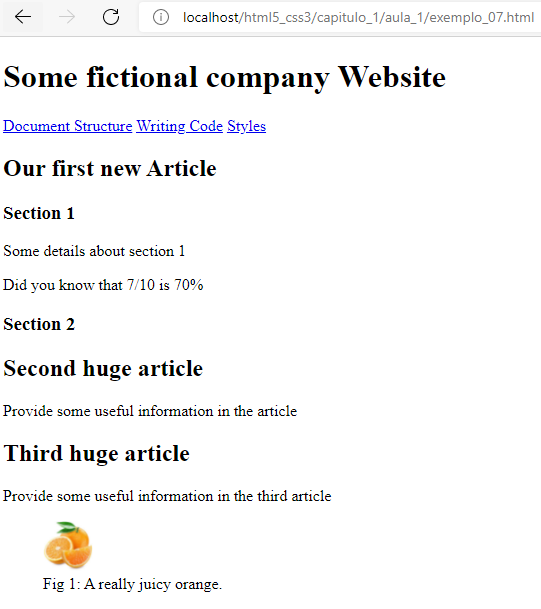 localhost/html5_css3/capitulo_1/aula_1/exemplo_07.html
Some fictional company Website
Document Structure Writing Code Styles
Our first new Article
Section 1
Some details about section 1
Did you know that 7/10 is 70%
Section 2
Second huge article
Provide some useful information in the article
Third huge article
Provide some useful information in the third article
Fig 1: A really juicy orange.